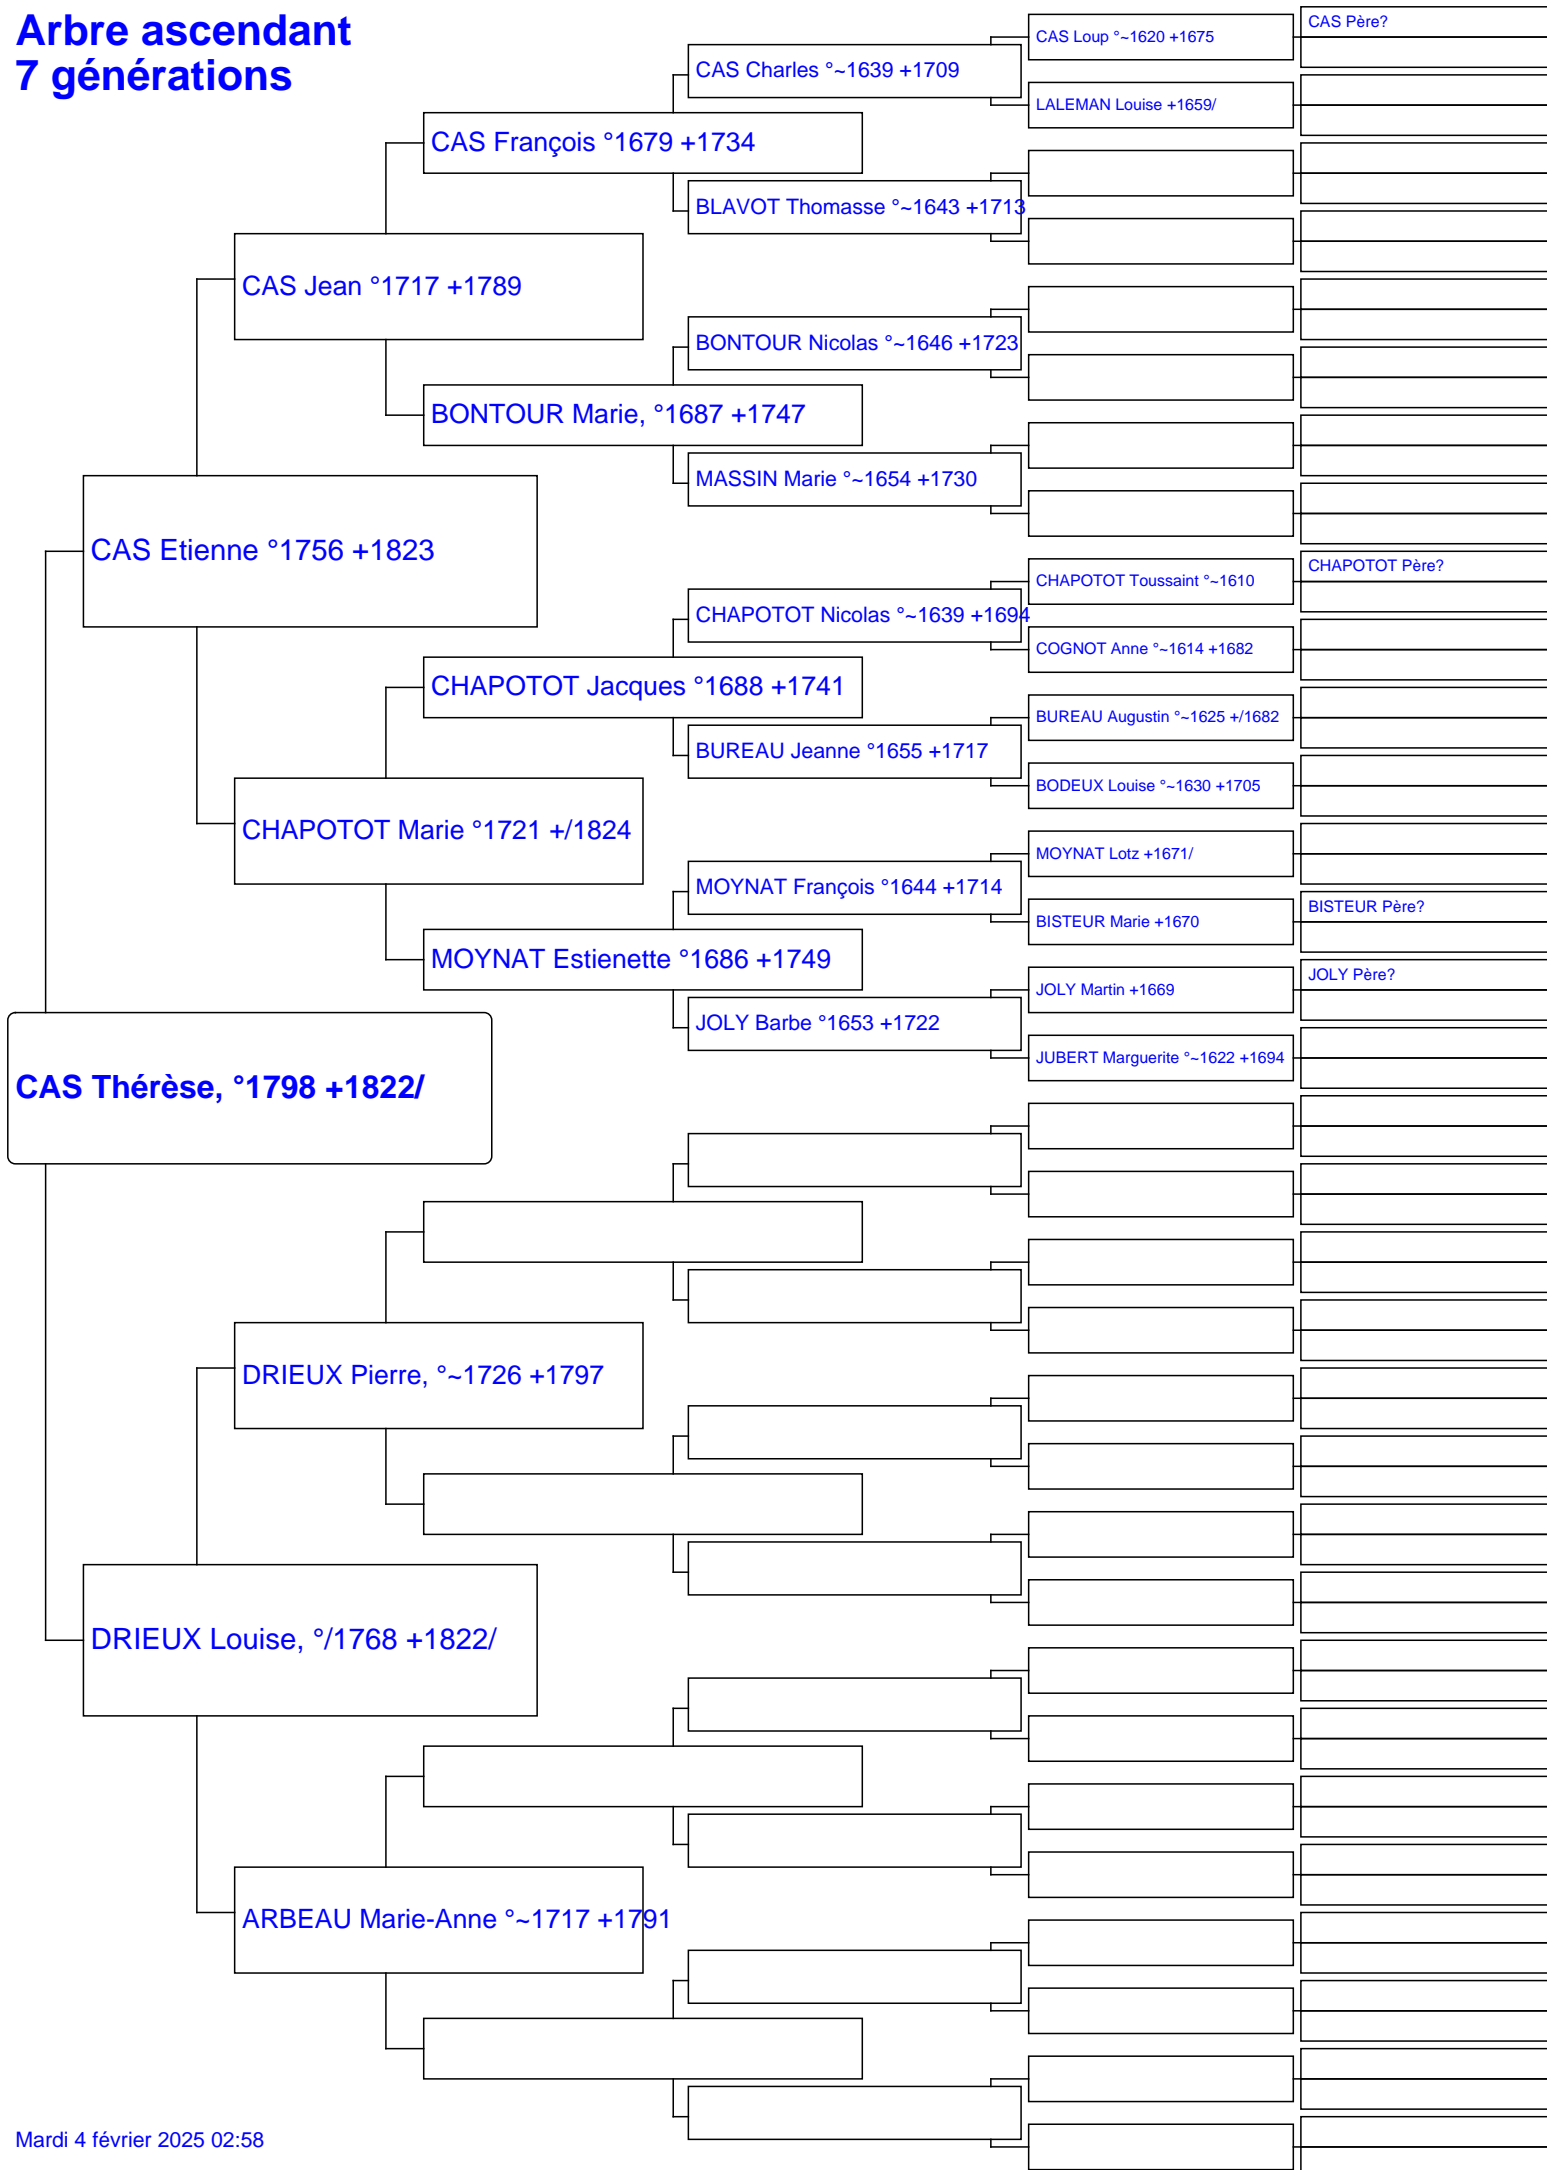 Arbre ascendant
7 générations
CAS Père?
CAS Loup °~1620 +1675
CAS Charles °~1639 +1709
LALEMAN Louise +1659/
CAS François °1679 +1734
BLAVOT Thomasse °~1643 +1713
CAS Jean °1717 +1789
BONTOUR Nicolas °~1646 +1723
BONTOUR Marie, °1687 +1747
MASSIN Marie °~1654 +1730
CAS Etienne °1756 +1823
CHAPOTOT Père?
CHAPOTOT Toussaint °~1610
CHAPOTOT Nicolas °~1639 +1694
COGNOT Anne °~1614 +1682
CHAPOTOT Jacques °1688 +1741
BUREAU Augustin °~1625 +/1682
BUREAU Jeanne °1655 +1717
BODEUX Louise °~1630 +1705
CHAPOTOT Marie °1721 +/1824
MOYNAT Lotz +1671/
MOYNAT François °1644 +1714
BISTEUR Père?
BISTEUR Marie +1670
MOYNAT Estienette °1686 +1749
JOLY Père?
JOLY Martin +1669
JOLY Barbe °1653 +1722
JUBERT Marguerite °~1622 +1694
CAS Thérèse, °1798 +1822/
DRIEUX Pierre, °~1726 +1797
DRIEUX Louise, °/1768 +1822/
ARBEAU Marie-Anne °~1717 +1791
Mardi 4 février 2025 02:58